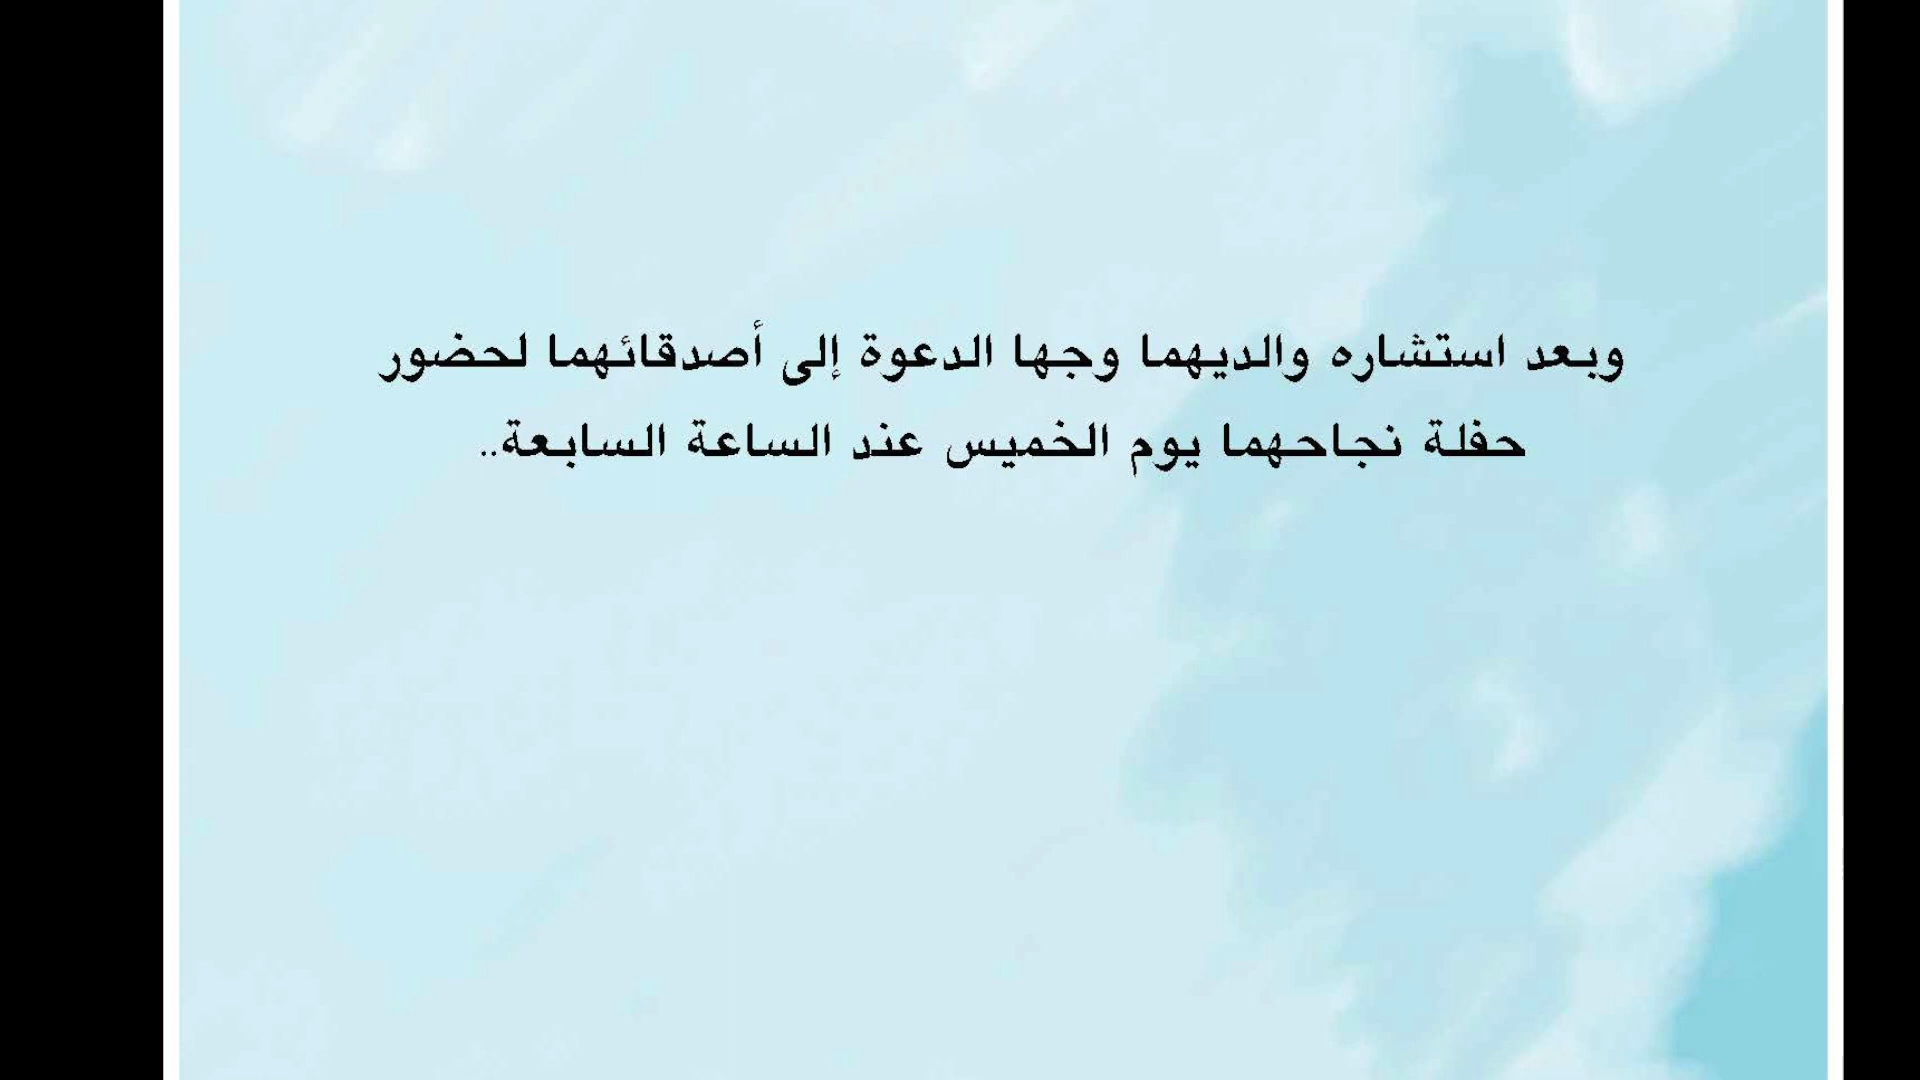 وبعد استشاره والديهما وجها الدعوة إلى أصدقائهما لحضور
حفلة نجاحهما يوم الخميس عند الساعة السابعة..